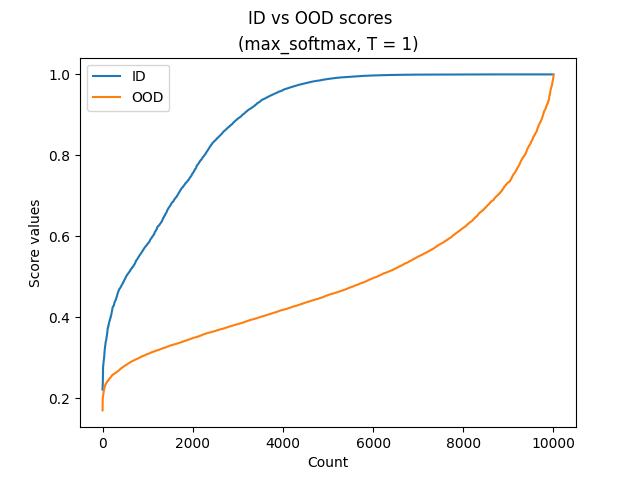 ID vs OOD scores
(max_softmax, T = 1)
ID
OOD
1.0
0.8
0.6
0.4
0.2
Score values
0 2000 4000 6000 8000 10000
Count